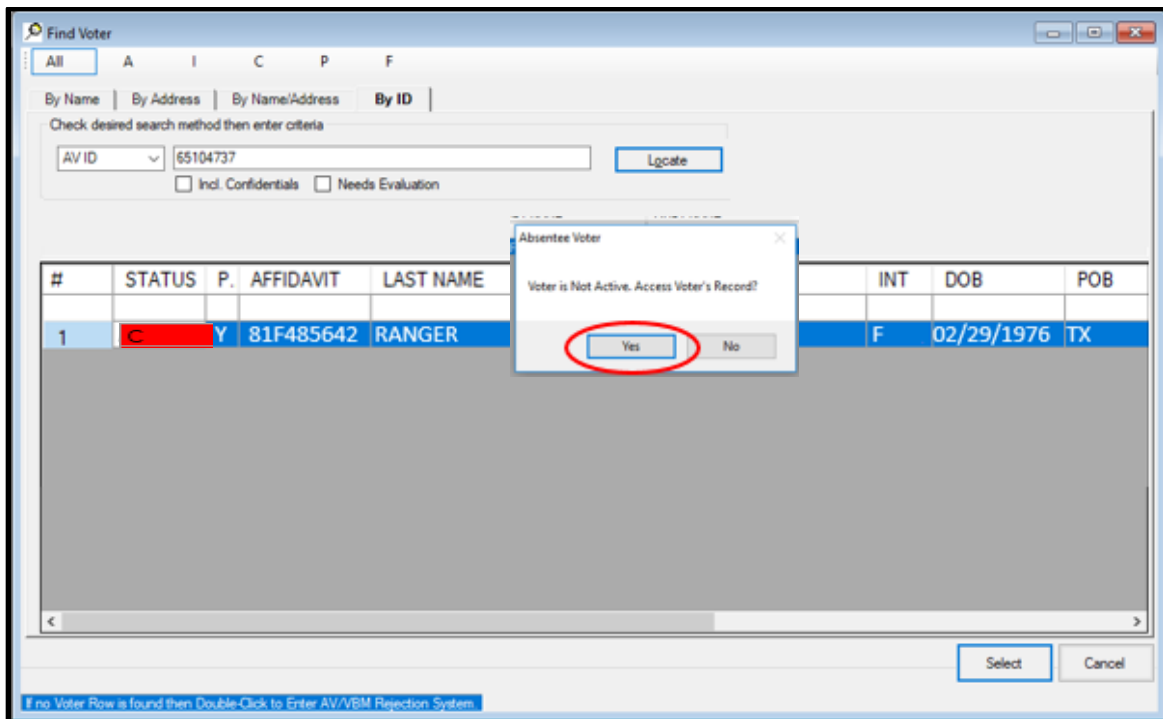 Find Voter
All A I C P F
By Name By Address By Name/Address By ID
Check desired search method then enter criteria
AV ID 65104737 Locate
Incl. Confidentials Needs Evaluation
Absentee Voter
Voter is Not Active. Access Voter's Record?
Yes No
# STATUS P. AFFIDAVIT LAST NAME INT DOB POB
1 C Y 81F485642 RANGER F 02/29/1976 TX
Select Cancel
If no Voter Row is found then Double-Click to Enter AV/VBM Rejection System